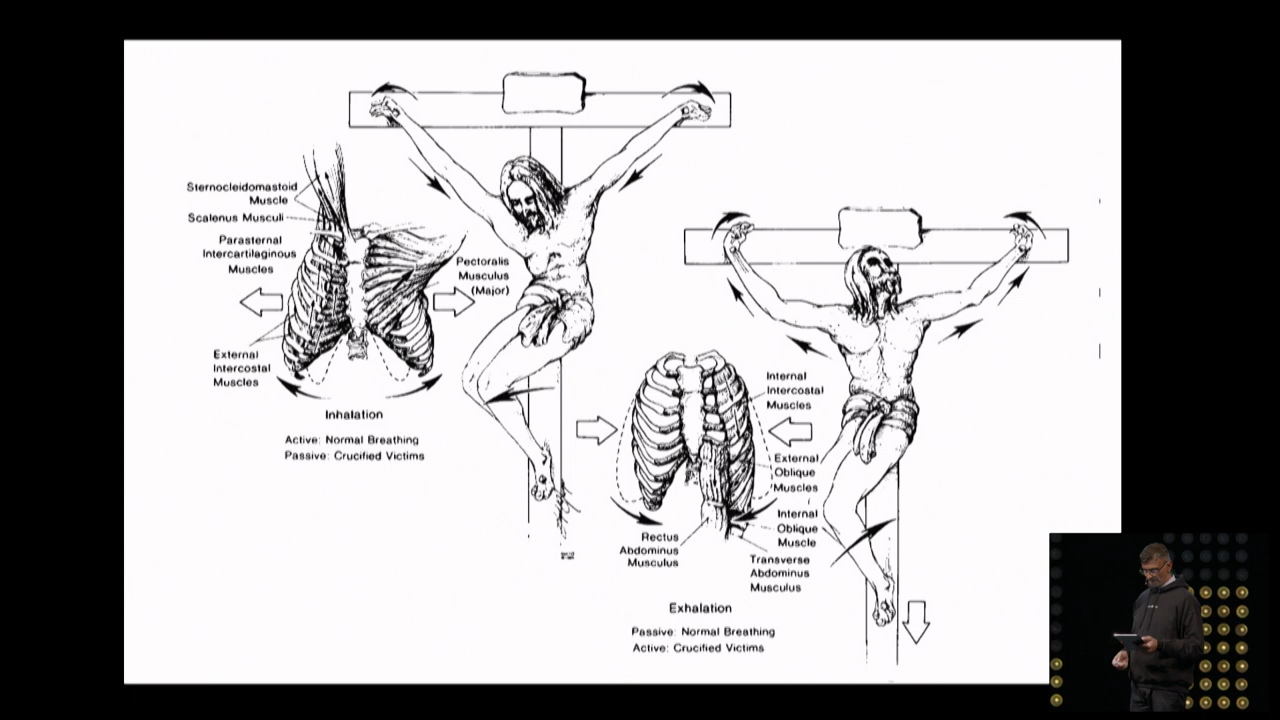 Sternocleidomastoid
Muscle
Scalenus Musculi
Parasternal
Intercartilaginous
Muscles
Pectoralis
Musculus
(Major)
External
Intercostal
Muscles
Inhalation
Active: Normal Breathing
Passive: Crucified Victims
Internal
Intercostal
Muscles
External
Oblique
Muscles
Internal
Oblique
Muscle
Rectus
Abdominus
Musculus
Transverse
Abdominus
Musculus
Exhalation
Passive: Normal Breathing
Active: Crucified Victims